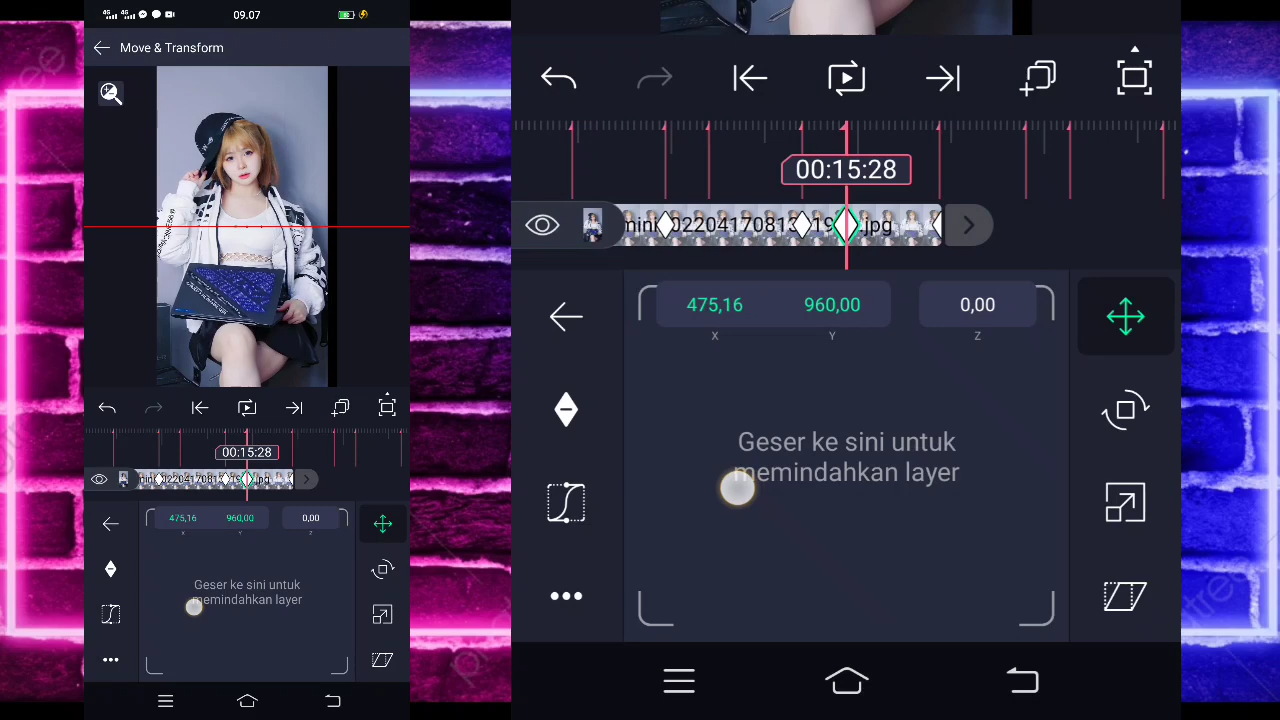 09.07
Move & Transform
00:15:28
475,16
960,00
0,00
X
Y
Z
Geser ke sini untuk
memindahkan layer
00:15:28
.jpg
475,16
960,00
0,00
X
Y
Z
Geser ke sini untuk
memindahkan layer